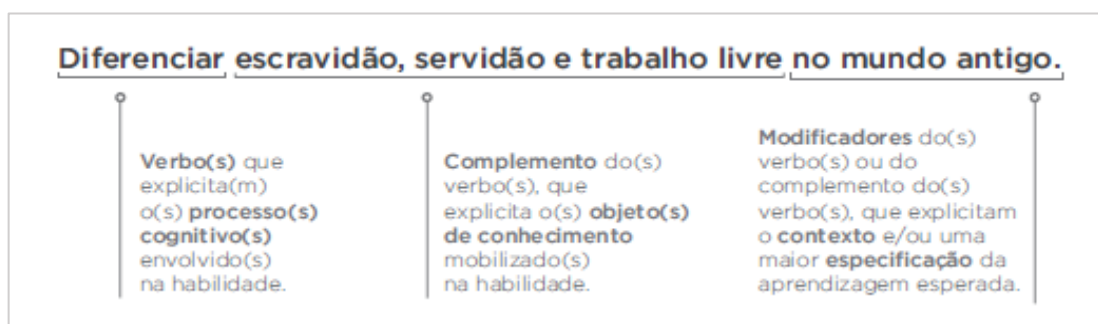 Diferenciar escravidão, servidão e trabalho livre no mundo antigo.
Verbo(s) que
explicita(m)
o(s) processo(s)
cognitivo(s)
envolvido(s)
na habilidade.
Complemento do(s)
verbo(s), que
explicita o(s) objeto(s)
de conhecimento
mobilizado(s)
na habilidade.
Modificadores do(s)
verbo(s) ou do
complemento do(s)
verbo(s), que explicitam
o contexto e/ou uma
maior especificação da
aprendizagem esperada.